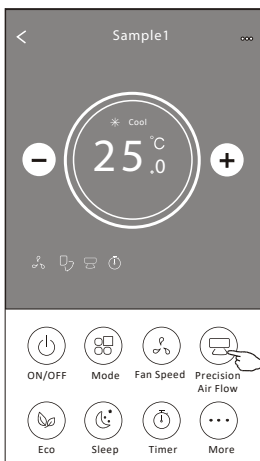 Sample1
Cool
25.0 °C
ON/OFF
Mode
Fan Speed
Precision
Air Flow
Eco
Sleep
Timer
More